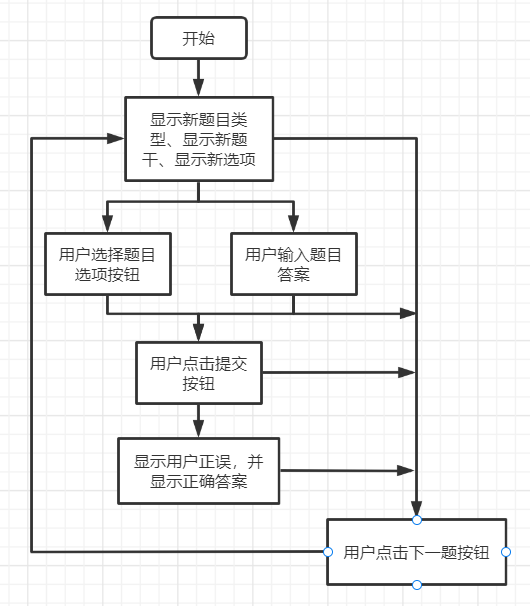 开始
显示新题目类
型、显示新题
干、显示新选项
用户选择题目
选项按钮
用户输入题目
答案
用户点击提交
按钮
显示用户正误，并
显示正确答案
用户点击下一题按钮